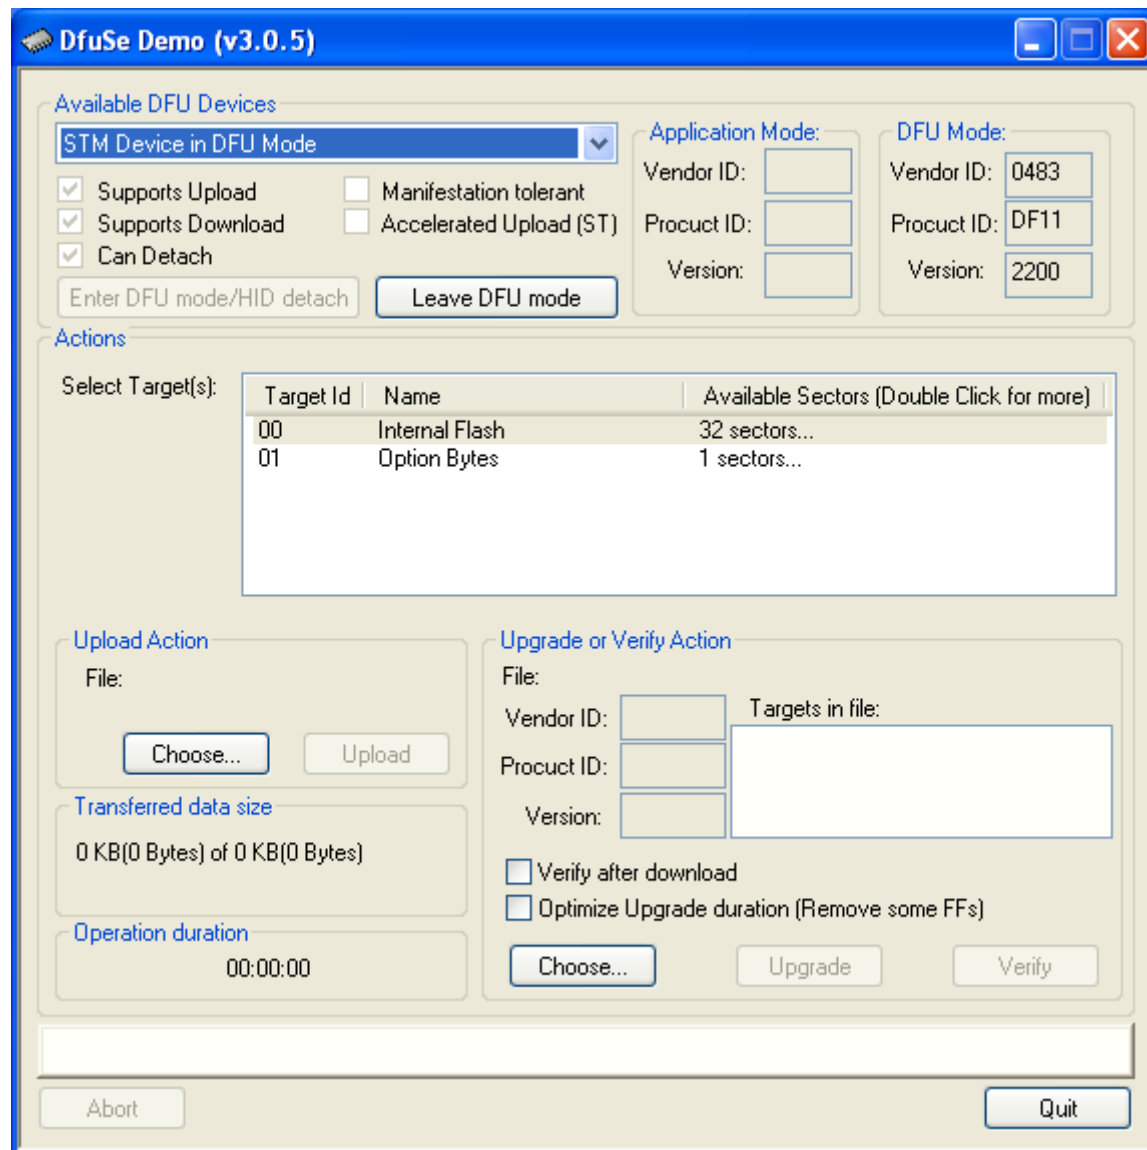 DfuSe Demo (v3.0.5)
Available DFU Devices
STM Device in DFU Mode
Supports Upload
Manifestation tolerant
Supports Download
Accelerated Upload (ST)
Can Detach
Enter DFU mode/HID detach
Leave DFU mode
Application Mode:
Vendor ID:
Procuct ID:
Version:
DFU Mode:
Vendor ID: 0483
Procuct ID: DF11
Version: 2200
Actions
Select Target(s):
Target Id Name Available Sectors (Double Click for more)
00 Internal Flash 32 sectors...
01 Option Bytes 1 sectors...
Upload Action
File:
Choose... Upload
Transferred data size
0 KB(0 Bytes) of 0 KB(0 Bytes)
Operation duration
00:00:00
Upgrade or Verify Action
File:
Vendor ID:
Procuct ID:
Version:
Targets in file:
Verify after download
Optimize Upgrade duration (Remove some FFs)
Choose... Upgrade Verify
Abort Quit